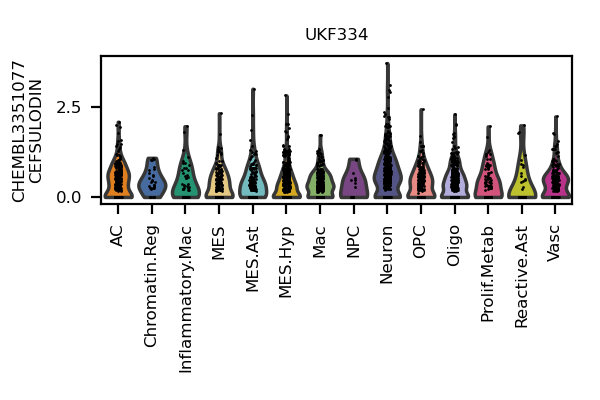 UKF334
CHEMBL3351077
CEFSULODIN
2.5
0.0
AC
Chromatin.Reg
Inflammatory.Mac
MES
MES.Ast
MES.Hyp
Mac
NPC
Neuron
OPC
Oligo
Prolif.Metab
Reactive.Ast
Vasc